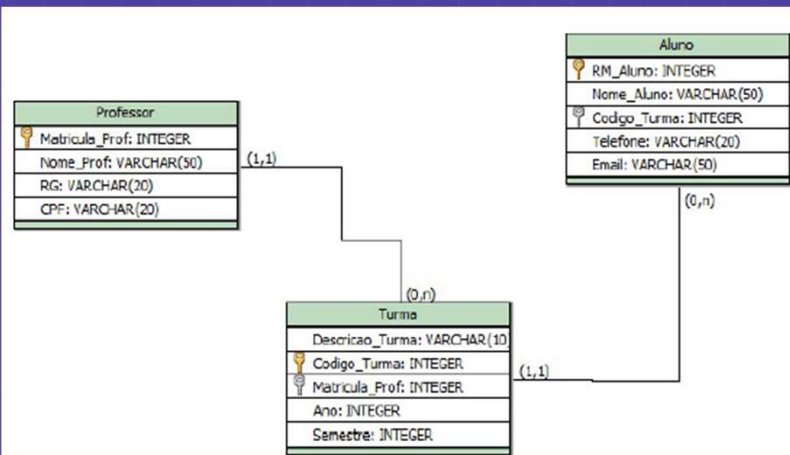 Aluno
RM_Aluno: INTEGER
Nome_Aluno: VARCHAR(50)
Codigo_Turma: INTEGER
Telefone: VARCHAR(20)
Email: VARCHAR(50)
(0,n)
Professor
Matricula_Prof: INTEGER
Nome_Prof: VARCHAR(50)
RG: VARCHAR(20)
CPF: VARCHAR(20)
(1,1)
(0,n)
Turma
Descricao_Turma: VARCHAR(10
Codigo_Turma: INTEGER
Matricula_Prof: INTEGER
Ano: INTEGER
Semestre: INTEGER
(1,1)